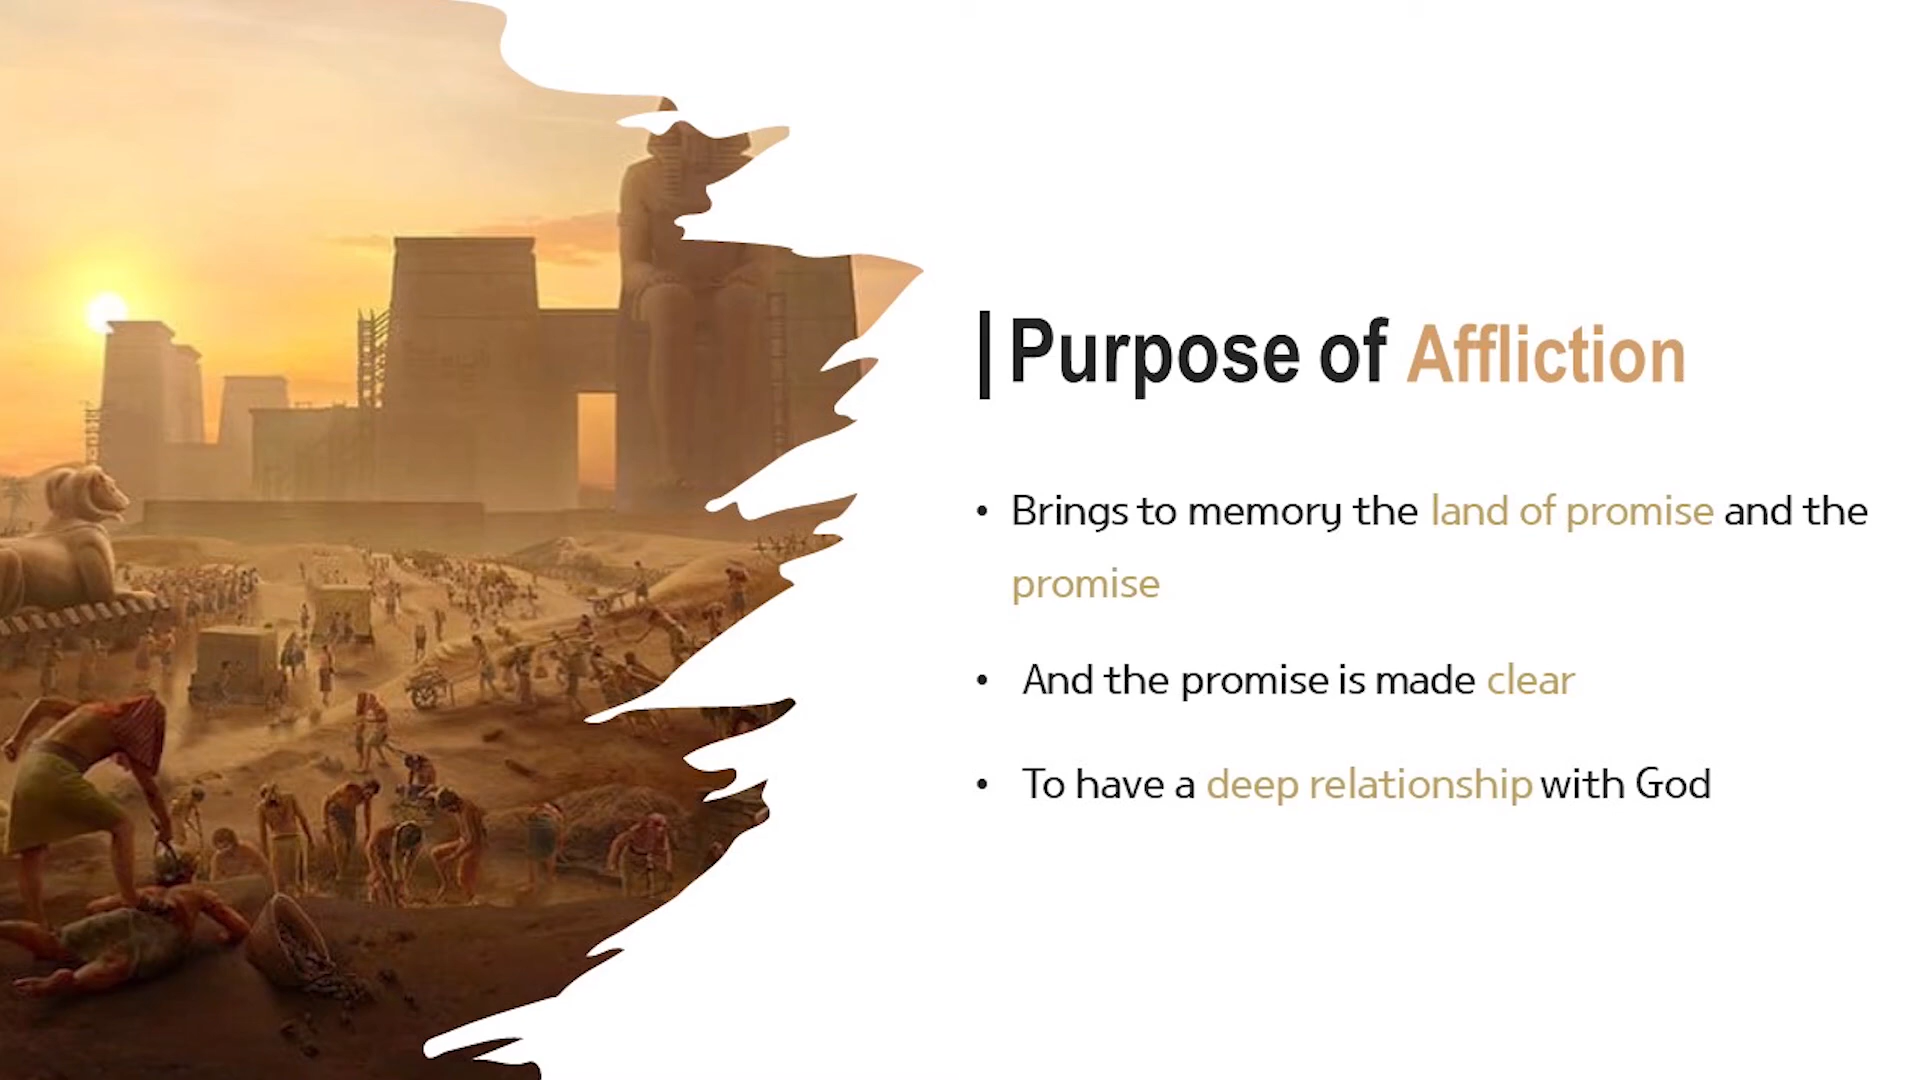 Purpose of Affliction
• Brings to memory the land of promise and the
promise
• And the promise is made clear
• To have a deep relationship with God